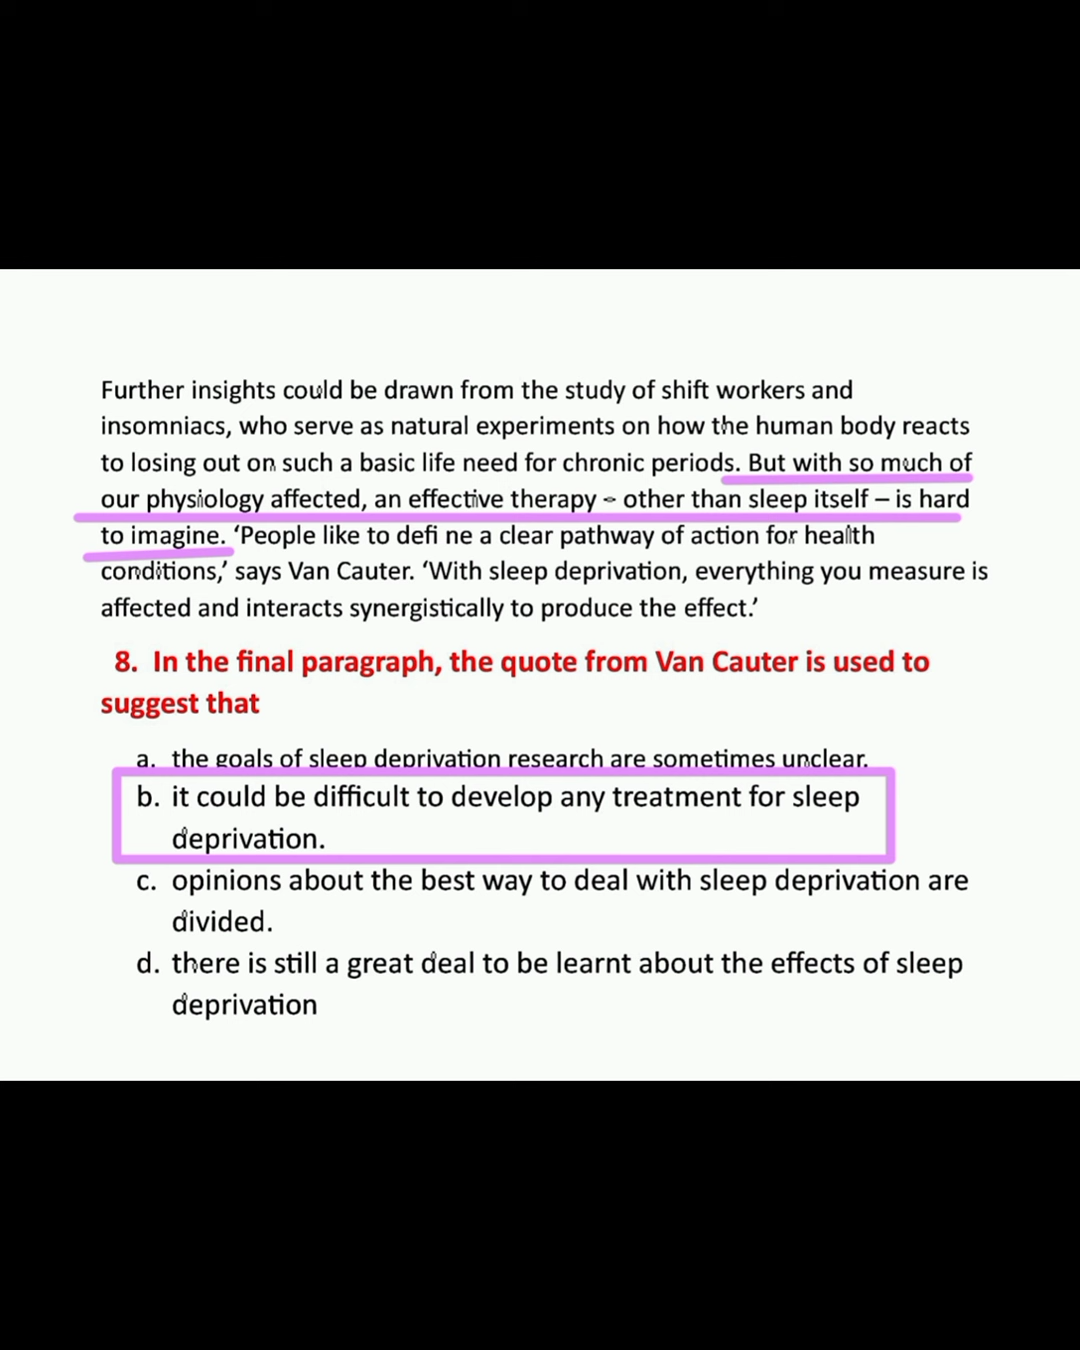 Further insights could be drawn from the study of shift workers and
insomniacs, who serve as natural experiments on how the human body reacts
to losing out on such a basic life need for chronic periods. But with so much of
our physiology affected, an effective therapy – other than sleep itself – is hard
to imagine. ‘People like to defi ne a clear pathway of action for health
conditions,’ says Van Cauter. ‘With sleep deprivation, everything you measure is
affected and interacts synergistically to produce the effect.’
8. In the final paragraph, the quote from Van Cauter is used to
suggest that
a. the goals of sleep deprivation research are sometimes unclear.
b. it could be difficult to develop any treatment for sleep
deprivation.
c. opinions about the best way to deal with sleep deprivation are
divided.
d. there is still a great deal to be learnt about the effects of sleep
deprivation